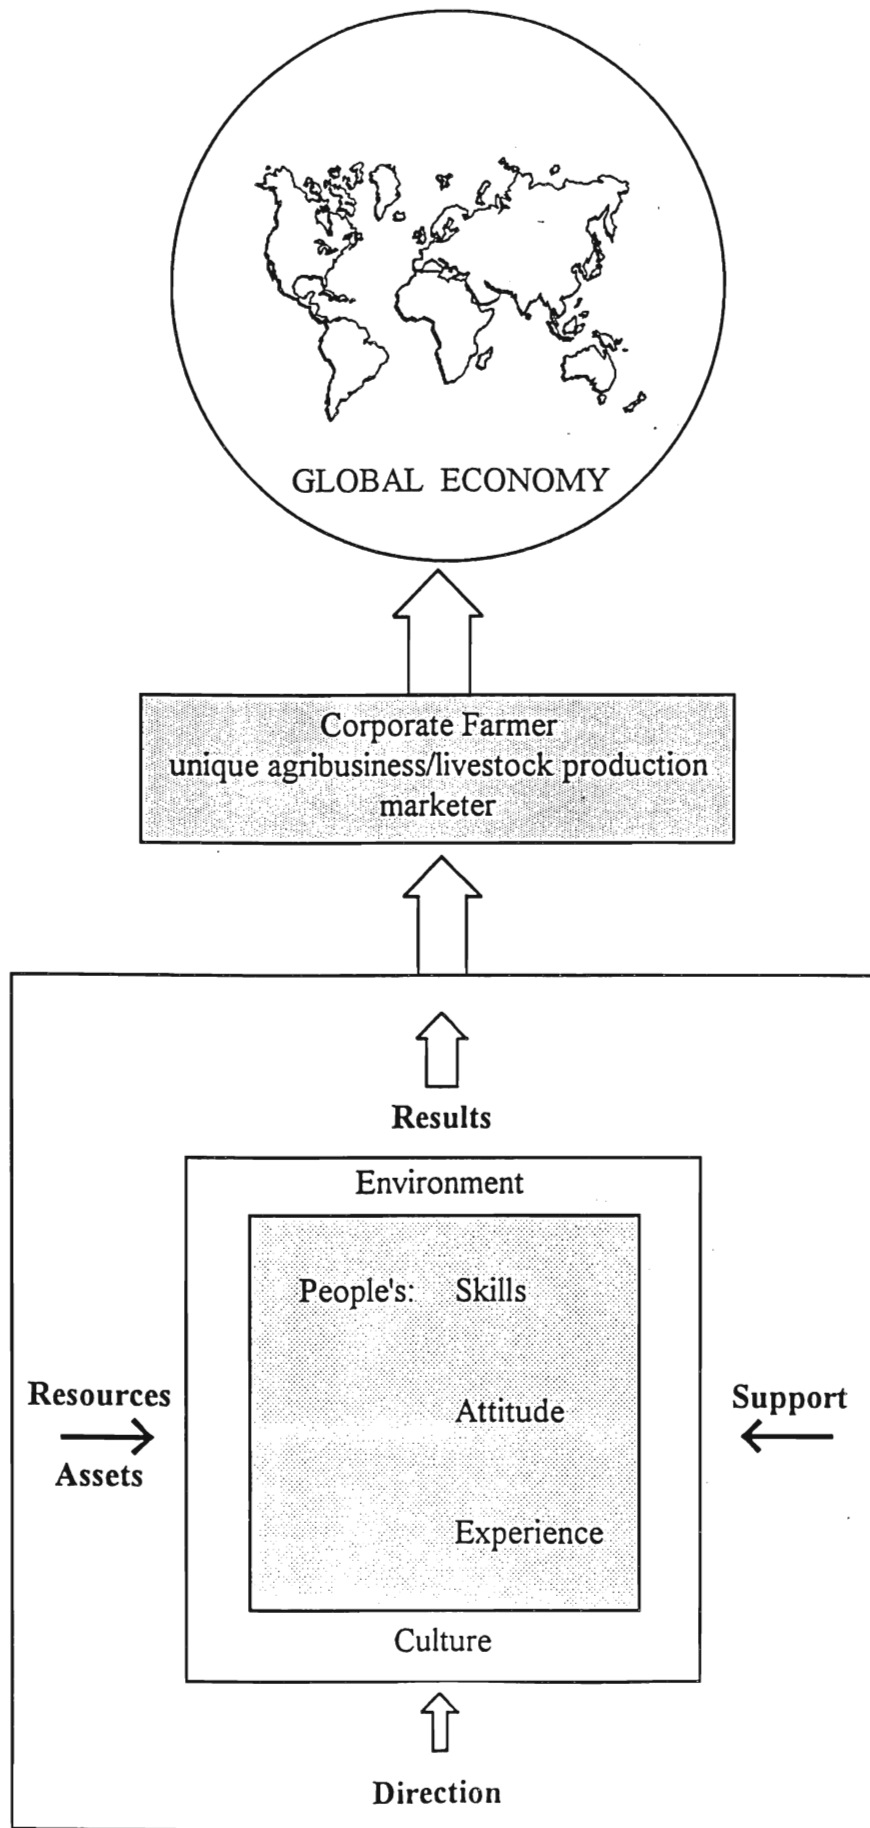 GLOBAL ECONOMY
Corporate Farmer
unique agribusiness/livestock production
marketer
Results
Environment
People's: Skills
Resources
Attitude
Support
Assets
Experience
Culture
Direction